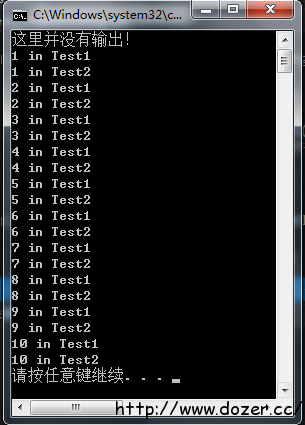 C:\Windows\system32\c...
这里并没有输出!
1 in Test1
1 in Test2
2 in Test1
2 in Test2
3 in Test1
3 in Test2
4 in Test1
4 in Test2
5 in Test1
5 in Test2
6 in Test1
6 in Test2
7 in Test1
7 in Test2
8 in Test1
8 in Test2
9 in Test1
9 in Test2
10 in Test1
10 in Test2
请按任意键继续. . .
http://www.dozer.cc/